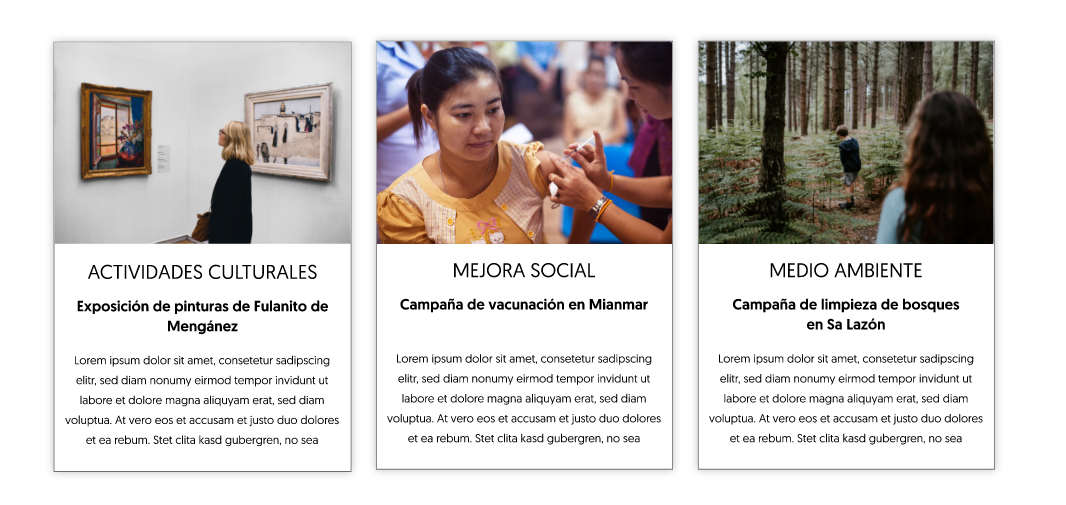 ACTIVIDADES CULTURALES
Exposición de pinturas de Fulanito de
Mengánez
Lorem ipsum dolor sit amet, consetetur sadipscing
elitr, sed diam nonumy eirmod tempor invidunt ut
labore et dolore magna aliquyam erat, sed diam
voluptua. At vero eos et accusam et justo duo dolores
et ea rebum. Stet clita kasd gubergren, no sea
MEJORA SOCIAL
Campaña de vacunación en Mianmar
Lorem ipsum dolor sit amet, consetetur sadipscing
elitr, sed diam nonumy eirmod tempor invidunt ut
labore et dolore magna aliquyam erat, sed diam
voluptua. At vero eos et accusam et justo duo dolores
et ea rebum. Stet clita kasd gubergren, no sea
MEDIO AMBIENTE
Campaña de limpieza de bosques
en Sa Lazón
Lorem ipsum dolor sit amet, consetetur sadipscing
elitr, sed diam nonumy eirmod tempor invidunt ut
labore et dolore magna aliquyam erat, sed diam
voluptua. At vero eos et accusam et justo duo dolores
et ea rebum. Stet clita kasd gubergren, no sea